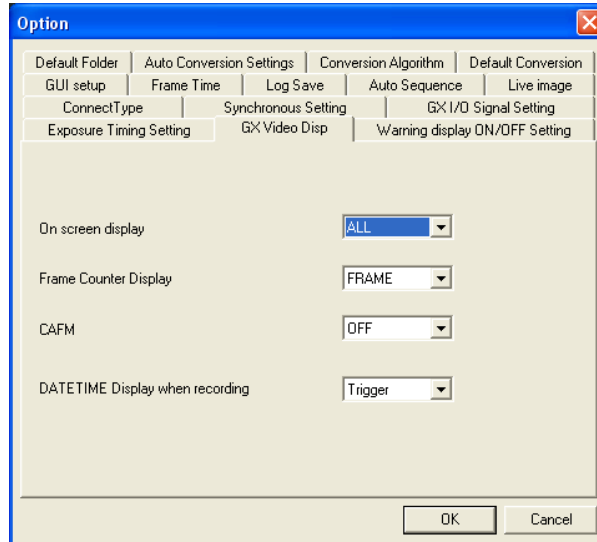 Option
Default Folder Auto Conversion Settings Conversion Algorithm Default Conversion
GUI setup Frame Time Log Save Auto Sequence Live image
ConnectType Synchronous Setting GX I/O Signal Setting
Exposure Timing Setting GX Video Disp Warning display ON/OFF Setting
On screen display ALL
Frame Counter Display FRAME
CAFM OFF
DATETIME Display when recording Trigger
OK Cancel